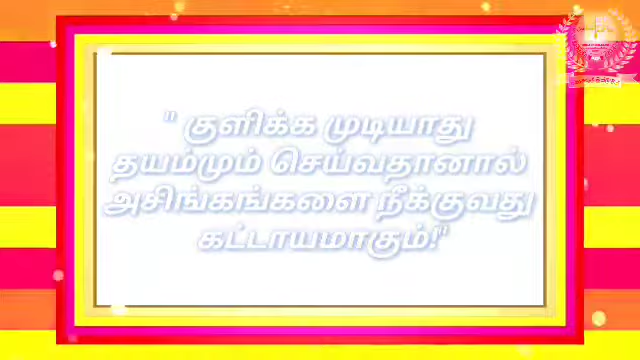 " குளிக்க முடியாது
தயம்மும் செய்வதானால்
அசிங்கங்களை நீக்குவது
கட்டாயமாகும்!"